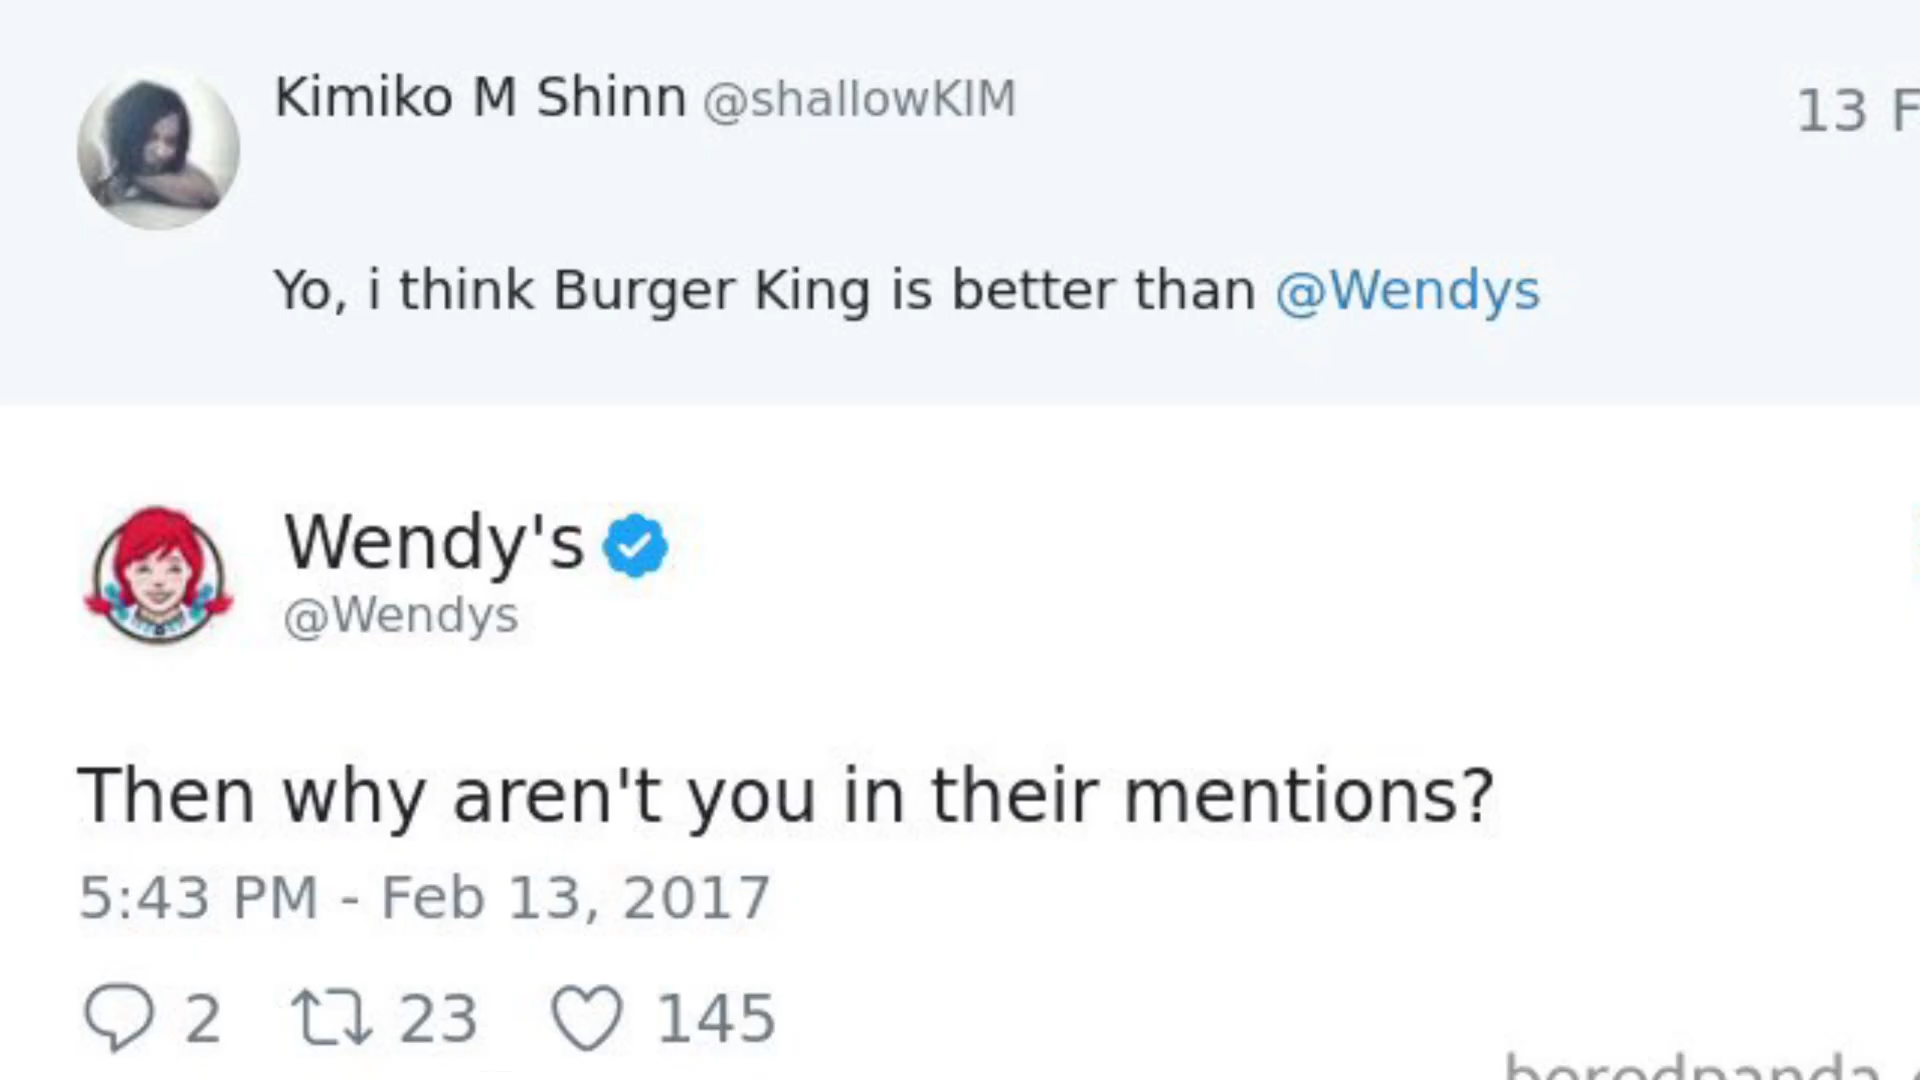 Kimiko M Shinn @shallowKIM
13 F
Yo, i think Burger King is better than @Wendys
Wendy's
@Wendys
Then why aren't you in their mentions?
5:43 PM - Feb 13, 2017
2 23 145
boredpanda